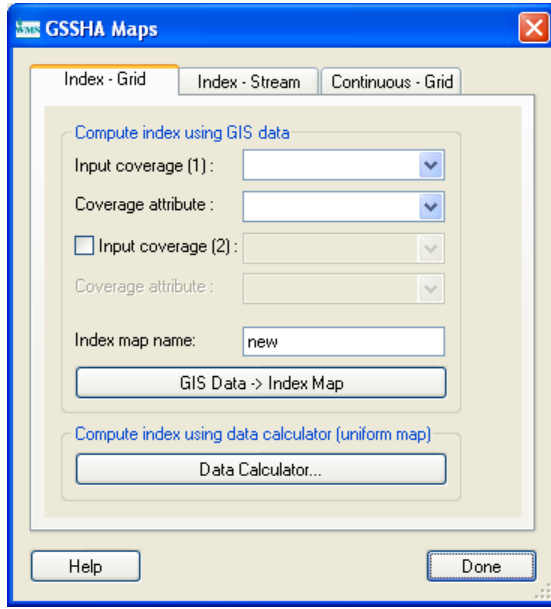 WMS GSSHA Maps
Index - Grid Index - Stream Continuous - Grid
Compute index using GIS data
Input coverage (1) :
Coverage attribute :
Input coverage (2) :
Coverage attribute :
Index map name: new
GIS Data -> Index Map
Compute index using data calculator (uniform map)
Data Calculator...
Help Done